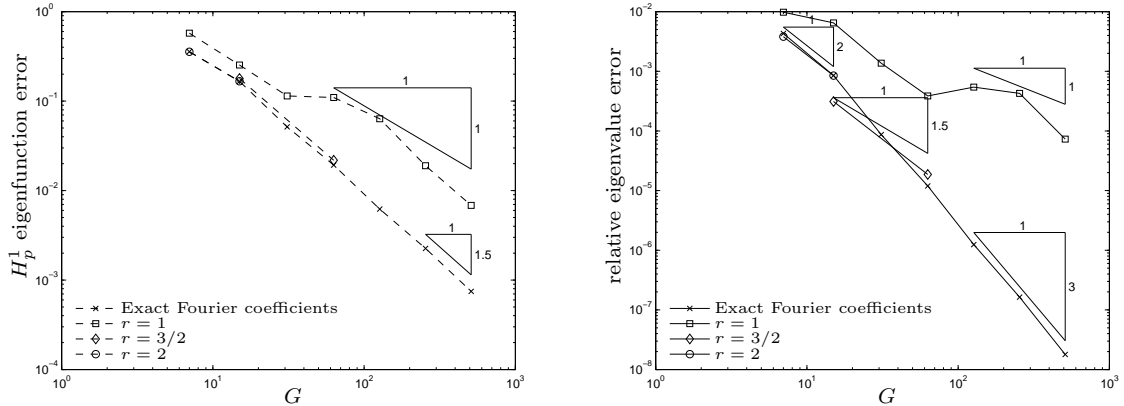 10^0
10^-1
10^-2
10^-3
10^-4
10^0
10^1
10^2
10^3
G
H_p^1 eigenfunction error
1
1
1
1.5
Exact Fourier coefficients
r = 1
r = 3/2
r = 2
10^-2
10^-3
10^-4
10^-5
10^-6
10^-7
10^-8
10^0
10^1
10^2
10^3
G
relative eigenvalue error
1
2
1
1
1
1.5
1
3
Exact Fourier coefficients
r = 1
r = 3/2
r = 2